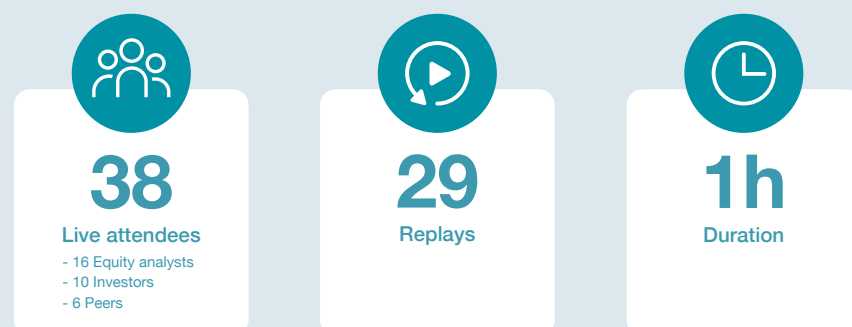 38
Live attendees
- 16 Equity analysts
- 10 Investors
- 6 Peers
29
Replays
1h
Duration